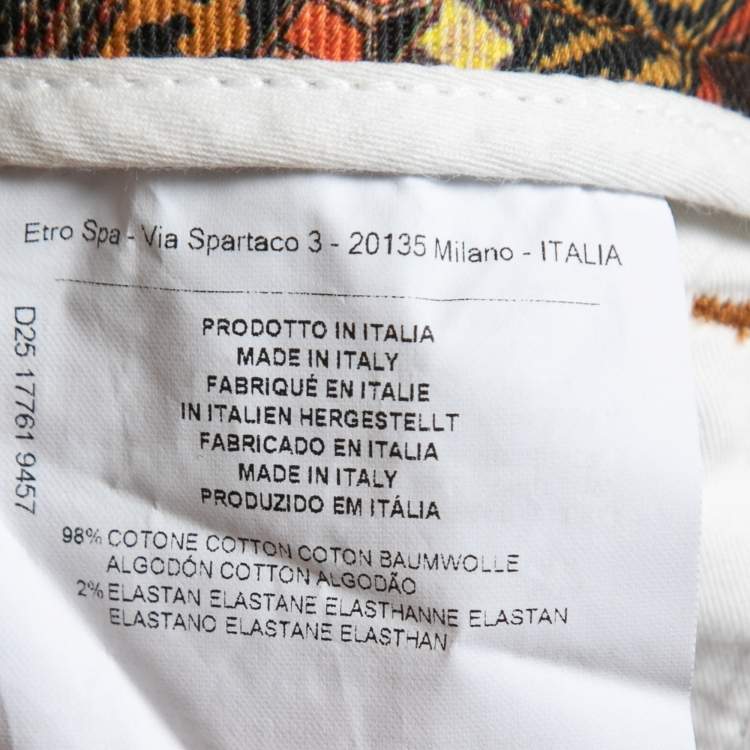 Etro Spa - Via Spartaco 3 - 20135 Milano - ITALIA
PRODOTTO IN ITALIA
MADE IN ITALY
FABRIQUÉ EN ITALIE
IN ITALIEN HERGESTELLT
FABRICADO EN ITALIA
MADE IN ITALY
PRODUZIDO EM ITÁLIA
98% COTONE COTTON COTON BAUMWOLLE
ALGODÓN COTTON ALGODÃO
2% ELASTAN ELASTANE ELASTHANNE ELASTAN
ELASTANO ELASTANE ELASTHAN
D25 17761 9457